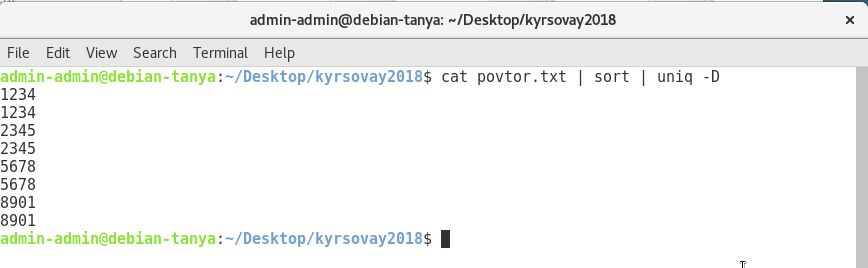 admin-admin@debian-tanya: ~/Desktop/kyrsovay2018
File Edit View Search Terminal Help
admin-admin@debian-tanya:~/Desktop/kyrsovay2018$ cat povtor.txt | sort | uniq -D
1234
1234
2345
2345
5678
5678
8901
8901
admin-admin@debian-tanya:~/Desktop/kyrsovay2018$